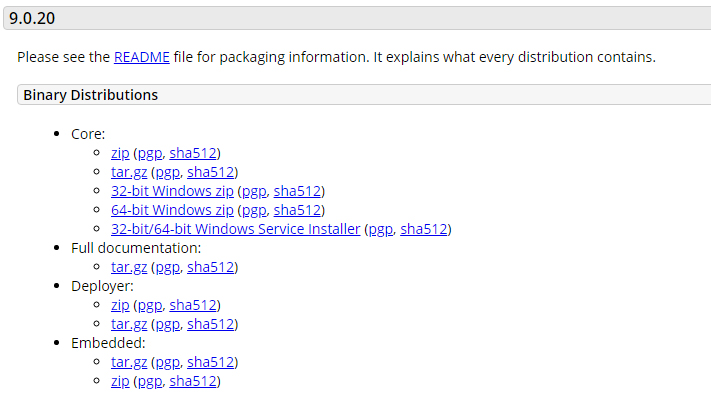 9.0.20
Please see the README file for packaging information. It explains what every distribution contains.
Binary Distributions
• Core:
◦ zip (pgp, sha512)
◦ tar.gz (pgp, sha512)
◦ 32-bit Windows zip (pgp, sha512)
◦ 64-bit Windows zip (pgp, sha512)
◦ 32-bit/64-bit Windows Service Installer (pgp, sha512)
• Full documentation:
◦ tar.gz (pgp, sha512)
• Deployer:
◦ zip (pgp, sha512)
◦ tar.gz (pgp, sha512)
• Embedded:
◦ tar.gz (pgp, sha512)
◦ zip (pgp, sha512)